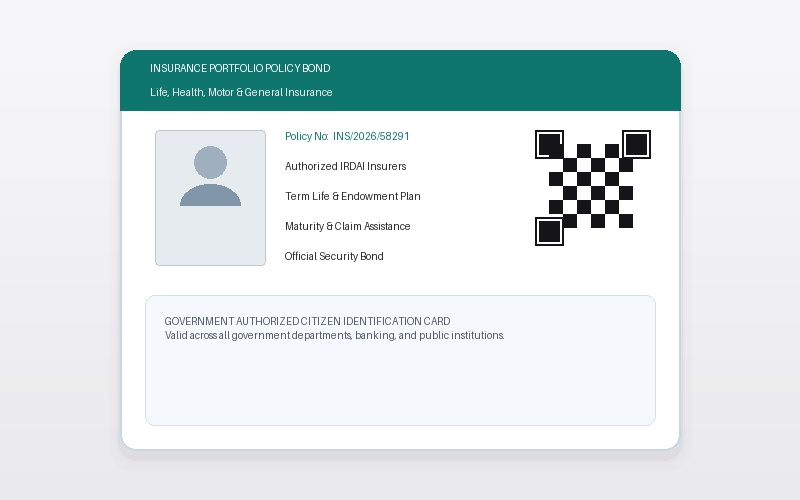 INSURANCE PORTFOLIO POLICY BOND
Life, Health, Motor & General Insurance
Policy No: INS/2026/58291
Authorized IRDAI Insurers
Term Life & Endowment Plan
Maturity & Claim Assistance
Official Security Bond
GOVERNMENT AUTHORIZED CITIZEN IDENTIFICATION CARD
Valid across all government departments, banking, and public institutions.